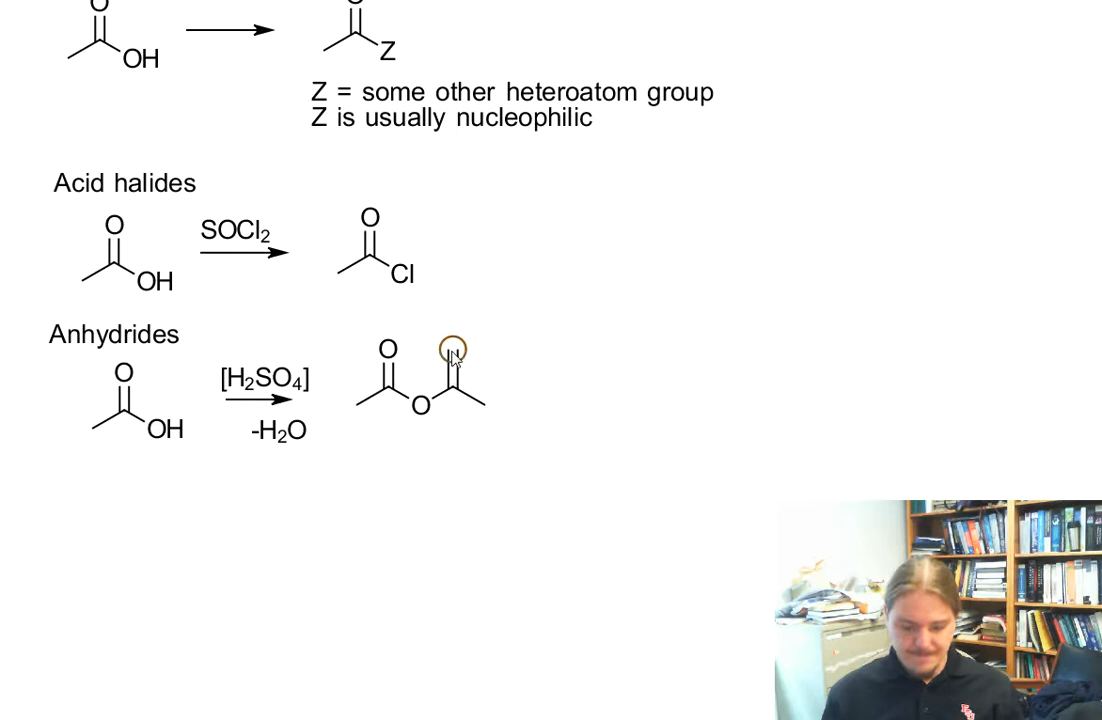 O O
OH Z
Z = some other heteroatom group
Z is usually nucleophilic
Acid halides
O SOCl₂ O
OH Cl
Anhydrides
O [H₂SO₄] O
OH -H₂O O